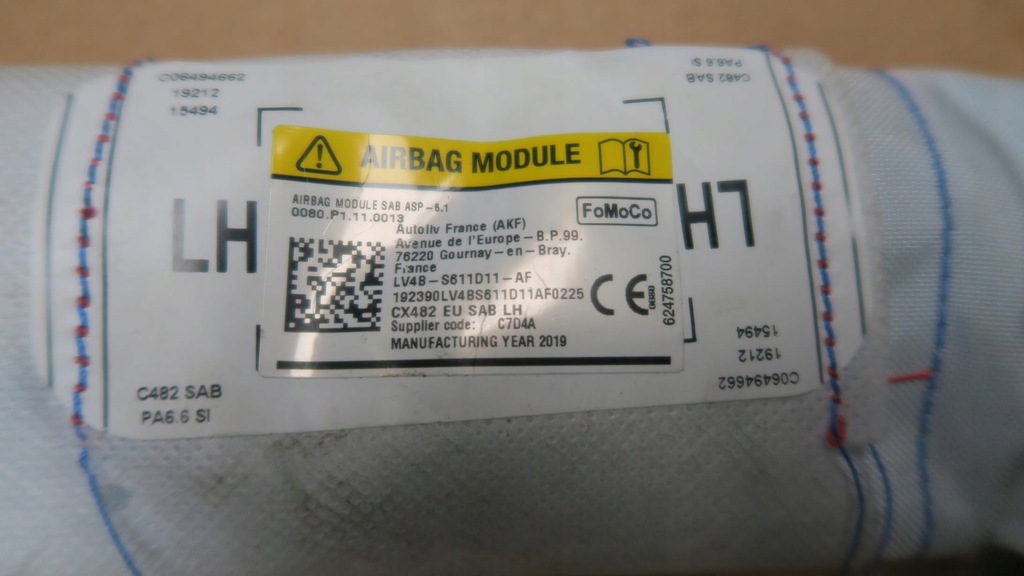 C06494662
19212
15494
C482 SAB
PA6.6 SI
AIRBAG MODULE
AIRBAG MODULE SAB ASP-5.1
0080.P1.11.0013
FoMoCo
Autoliv France (AKF)
Avenue de l'Europe-B.P.99.
76220 Gournay-en-Bray.
France
LV4B-S611D11-AF
192390LV4BS611D11AF0225
CX482 EU SAB LH
Supplier code: C7D4A
MANUFACTURING YEAR 2019
CE
0080
624758700
LH
LH
C482 SAB
PA6.6 SI
15494
19212
C06494662